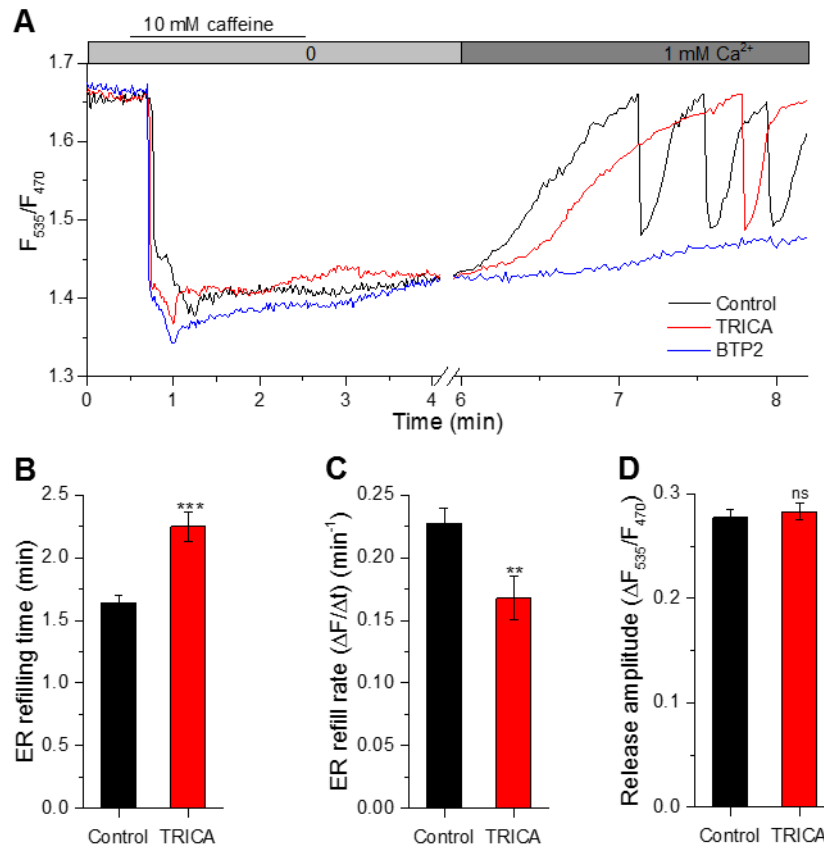 A
10 mM caffeine
0
1 mM Ca²⁺
1.7
1.6
1.5
1.4
1.3
F₅₃₅/F₄₇₀
Control
TRICA
BTP2
0
1
2
3
4
6
7
8
Time (min)
B
2.5
2.0
1.5
1.0
0.5
0.0
ER refilling time (min)
***
Control
TRICA
C
0.25
0.20
0.15
0.10
0.05
0.00
ER refill rate (ΔF/Δt) (min⁻¹)
**
Control
TRICA
D
0.3
0.2
0.1
0.0
Release amplitude (ΔF₅₃₅/F₄₇₀)
ns
Control
TRICA